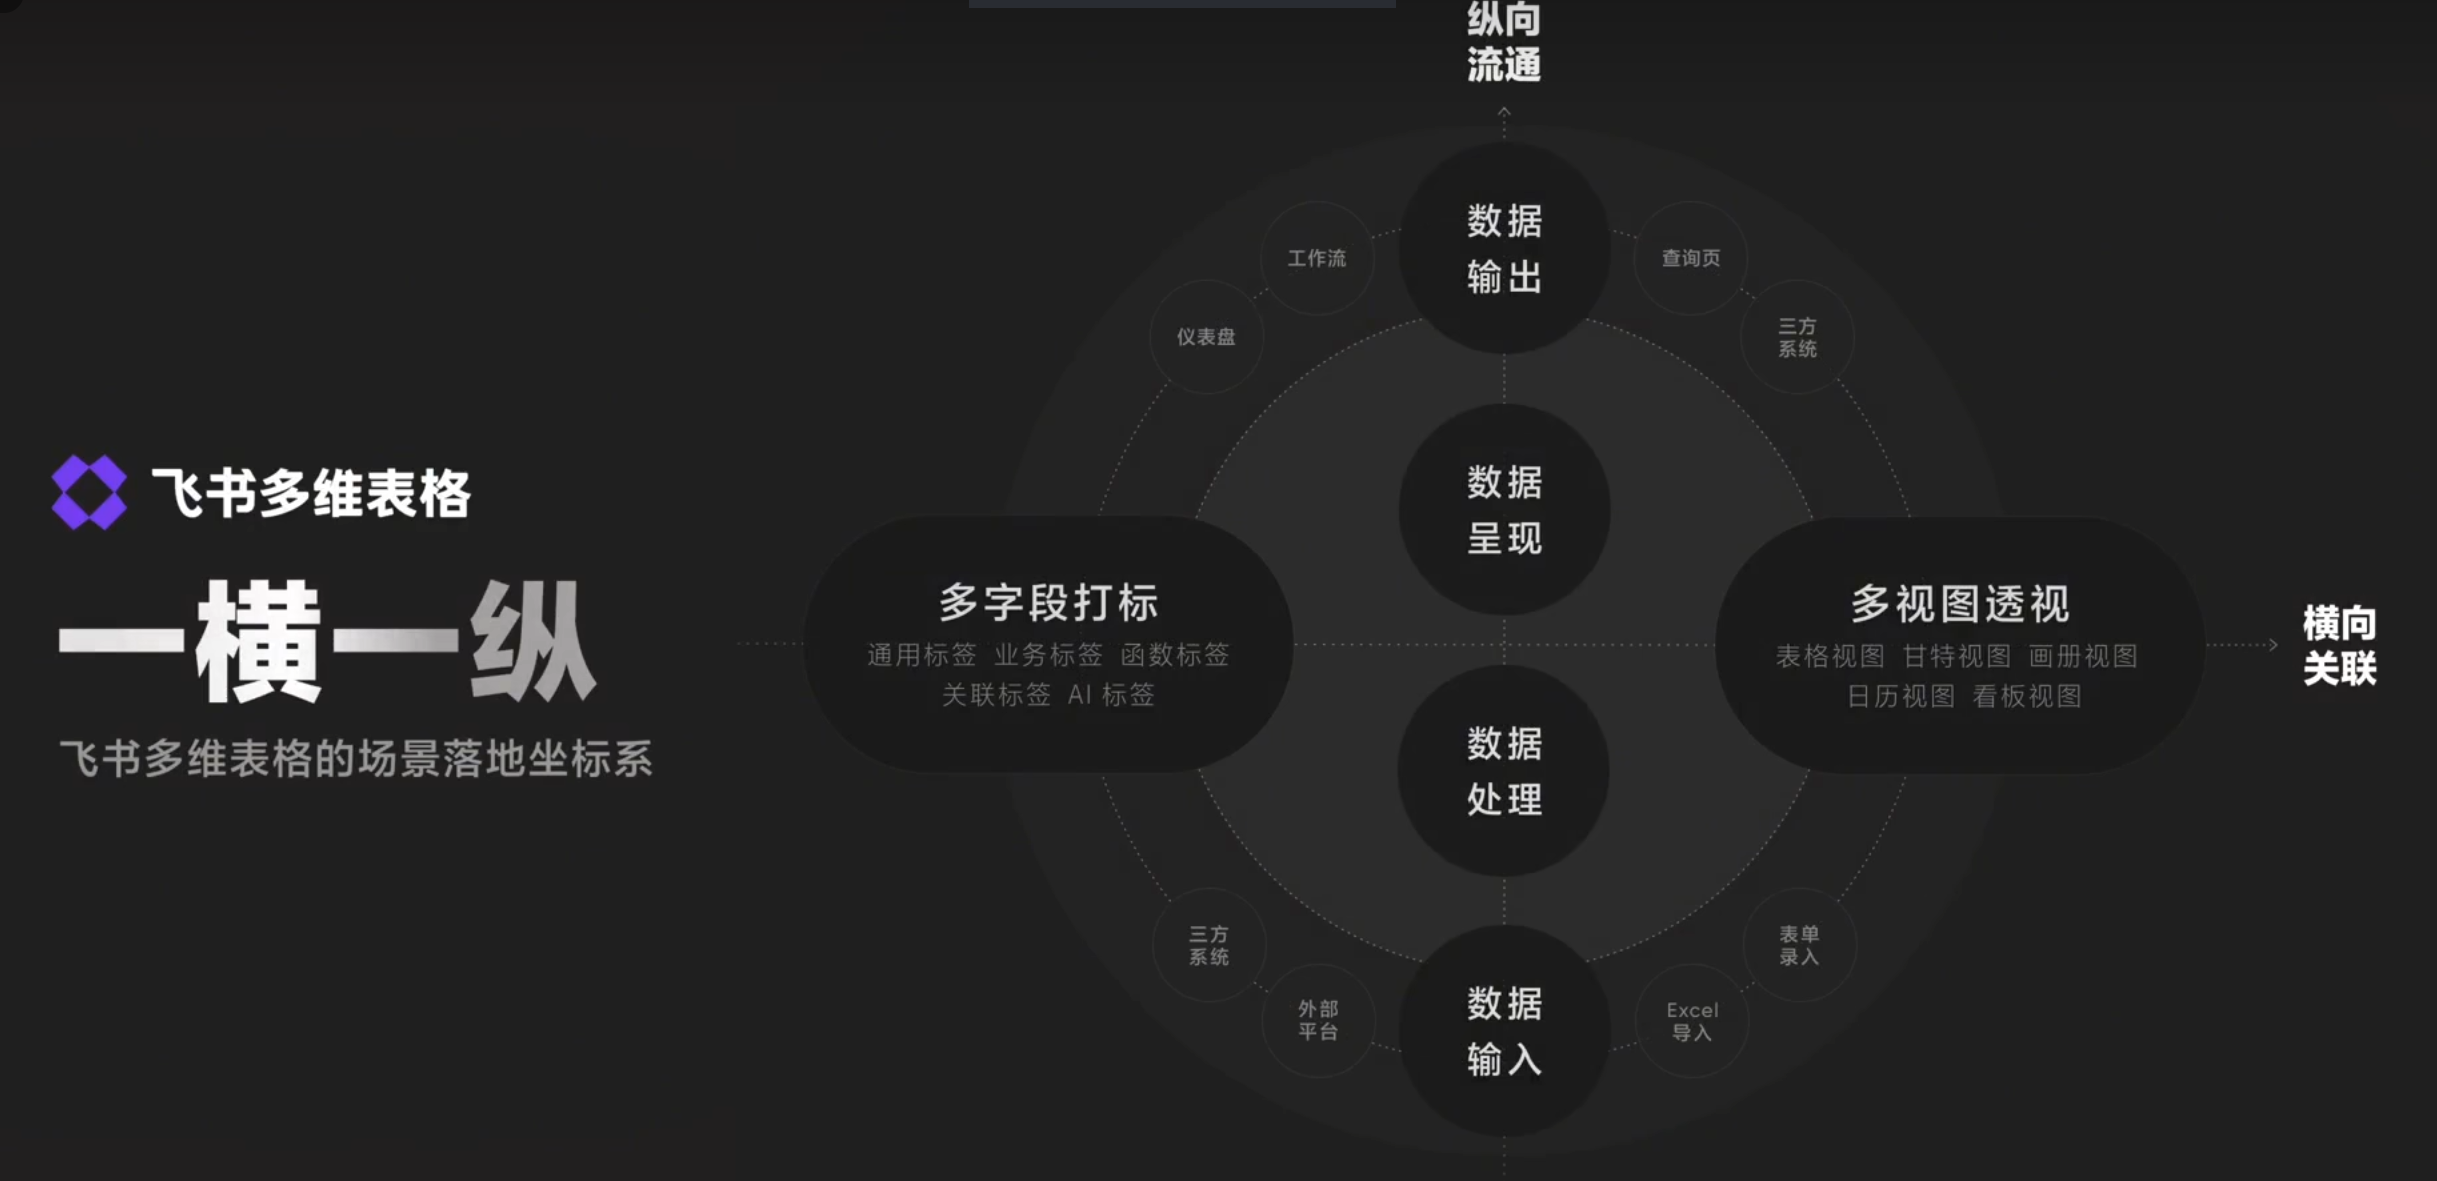 飞书多维表格
一横一纵
飞书多维表格的场景落地坐标系
纵向
流通
数据
输出
工作流
仪表盘
查询页
三方
系统
数据
呈现
多字段打标
通用标签 业务标签 函数标签
关联标签 AI 标签
多视图透视
表格视图 甘特视图 画册视图
日历视图 看板视图
横向
关联
数据
处理
三方
系统
外部
平台
数据
输入
Excel
导入
表单
录入